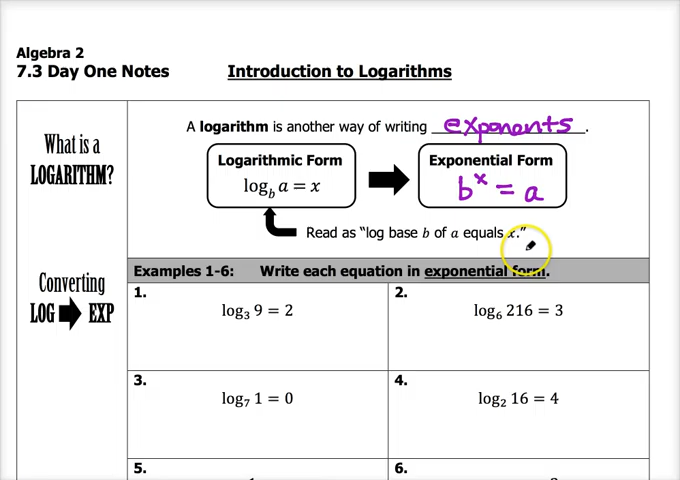 Algebra 2
7.3 Day One Notes Introduction to Logarithms
What is a
LOGARITHM?
A logarithm is another way of writing exponents.
Logarithmic Form
log_b a = x
Exponential Form
b^x = a
Read as “log base b of a equals x.”
Converting
LOG EXP
Examples 1-6: Write each equation in exponential form.
1. log_3 9 = 2
2. log_6 216 = 3
3. log_7 1 = 0
4. log_2 16 = 4
5.
6.